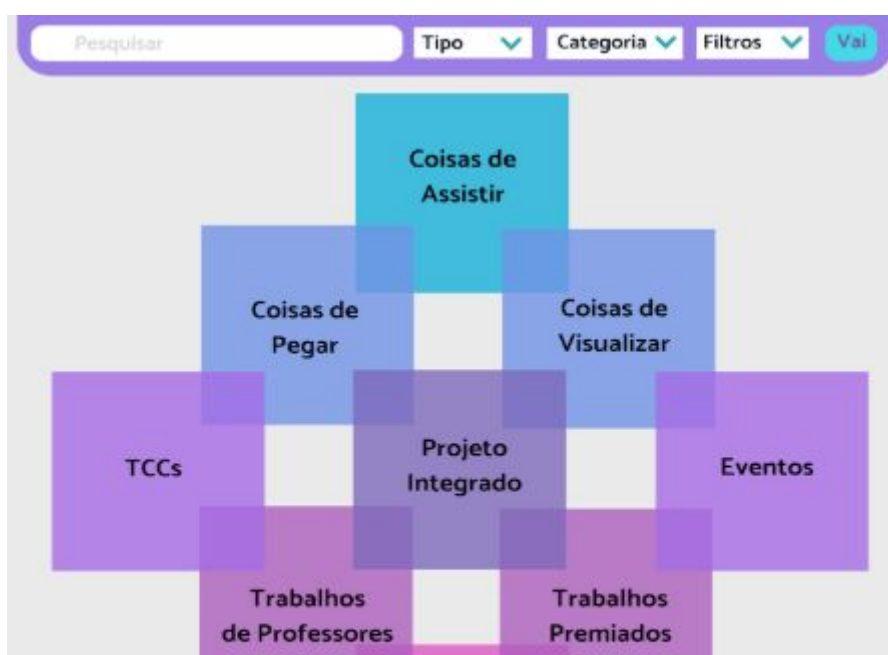 Pesquisar
Tipo
Categoria
Filtros
Vai
Coisas de
Assistir
Coisas de
Pegar
Coisas de
Visualizar
TCCs
Projeto
Integrado
Eventos
Trabalhos
de Professores
Trabalhos
Premiados